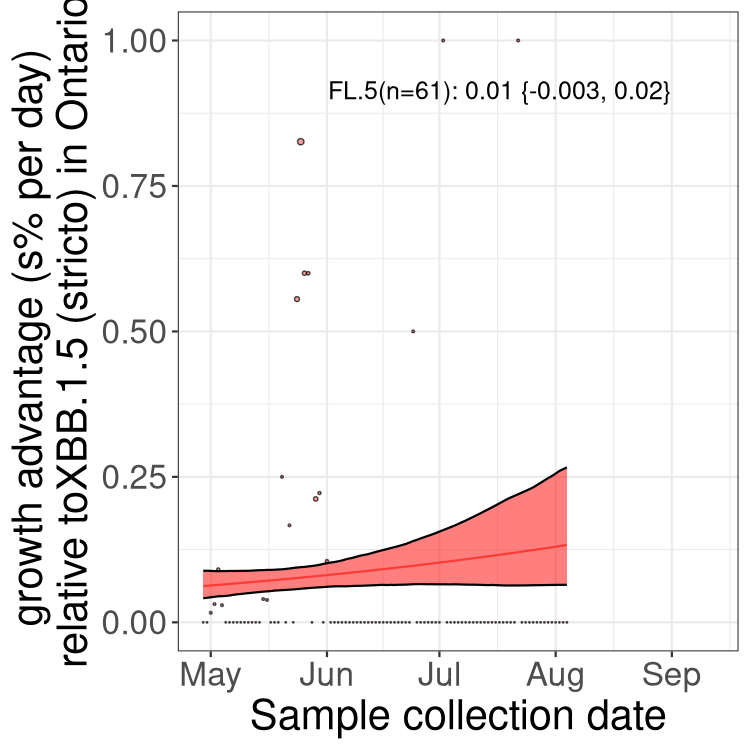 growth advantage (s% per day)
relative toXBB.1.5 (stricto) in Ontario
1.00
0.75
0.50
0.25
0.00
FL.5(n=61): 0.01 {-0.003, 0.02}
May Jun Jul Aug Sep
Sample collection date